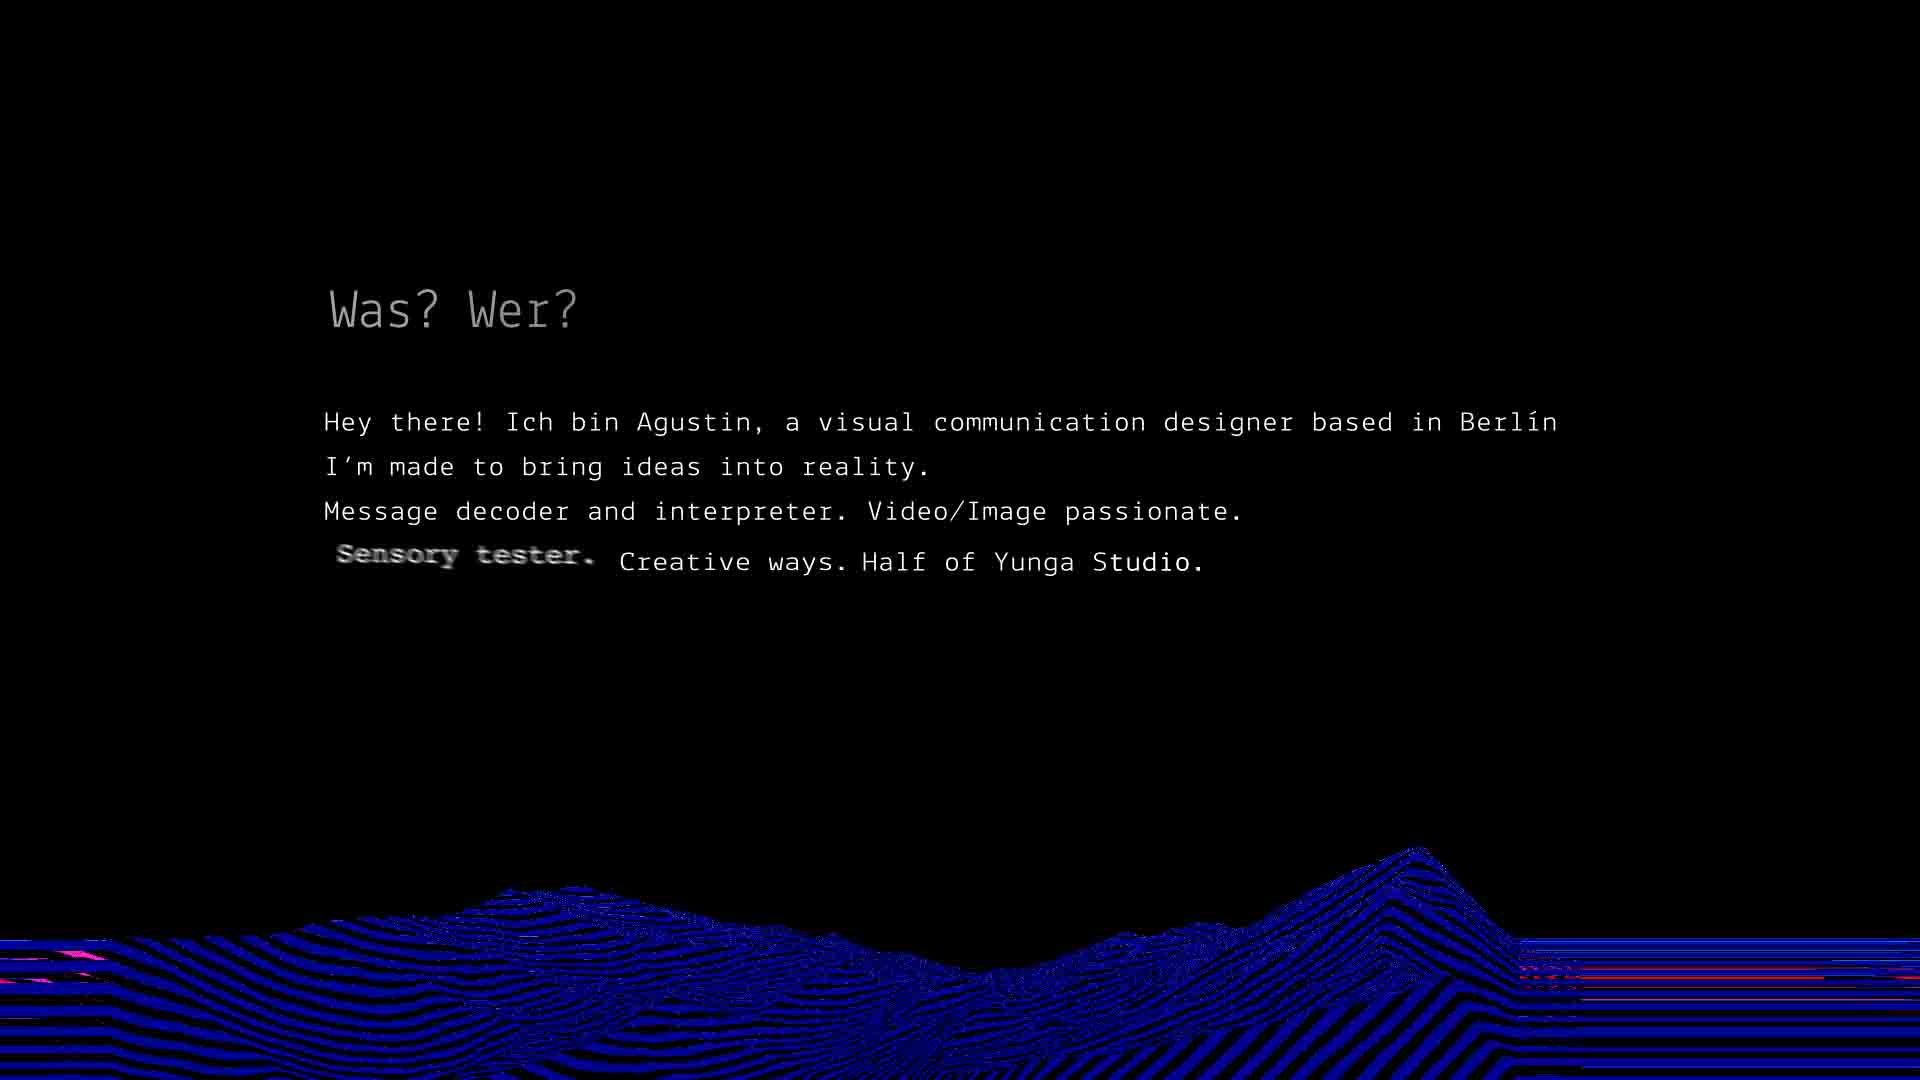 Was? Wer?
Hey there! Ich bin Agustin, a visual communication designer based in Berlín
I'm made to bring ideas into reality.
Message decoder and interpreter. Video/Image passionate.
Sensory tester. Creative ways. Half of Yunga Studio.